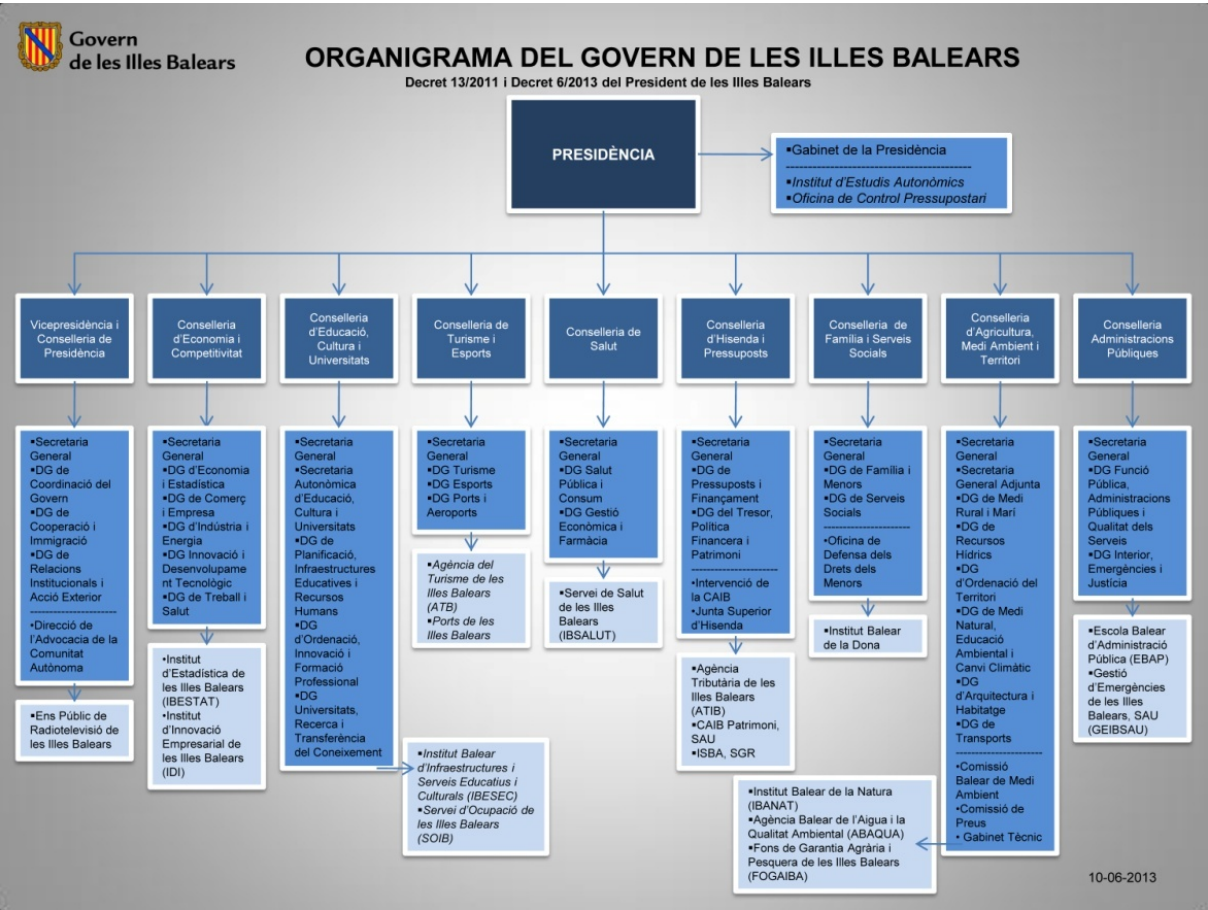 Govern
de les Illes Balears
ORGANIGRAMA DEL GOVERN DE LES ILLES BALEARS
Decret 13/2011 i Decret 6/2013 del President de les Illes Balears
PRESIDÈNCIA
▪Gabinet de la Presidència
------------------------------------------
▪Institut d'Estudis Autonòmics
▪Oficina de Control Pressupostari
Vicepresidència i
Conselleria de
Presidència
Conselleria
d'Economia i
Competitivitat
Conselleria
d'Educació,
Cultura i
Universitats
Conselleria de
Turisme i
Esports
Conselleria de
Salut
Conselleria
d'Hisenda i
Pressuposts
Conselleria de
Família i Serveis
Socials
Conselleria
d'Agricultura,
Medi Ambient i
Territori
Conselleria
Administracions
Públiques
▪Secretaria
General
▪DG de
Coordinació del
Govern
▪DG de
Cooperació i
Immigració
▪DG de
Relacions
Institucionals i
Acció Exterior
----------------------
•Direcció de
l'Advocacia de la
Comunitat
Autònoma
▪Ens Públic de
Radiotelevisió de
les Illes Balears
▪Secretaria
General
▪DG d'Economia
i Estadística
▪DG de Comerç
i Empresa
▪DG d'Indústria i
Energia
▪DG Innovació i
Desenvolupame
nt Tecnològic
▪DG de Treball i
Salut
•Institut
d'Estadística de
les Illes Balears
(IBESTAT)
•Institut
d'Innovació
Empresarial de
les Illes Balears
(IDI)
▪Secretaria
General
▪Secretaria
Autonòmica
d'Educació,
Cultura i
Universitats
▪DG de
Planificació,
Infraestructures
Educatives i
Recursos
Humans
▪DG
d'Ordenació,
Innovació i
Formació
Professional
▪DG
Universitats,
Recerca i
Transferència
del Coneixement
▪Institut Balear
d'Infraestructures i
Serveis Educatius i
Culturals (IBESEC)
▪Servei d'Ocupació de
les Illes Balears
(SOIB)
▪Secretaria
General
▪DG Turisme
▪DG Esports
▪DG Ports i
Aeroports
▪Agència del
Turisme de les
Illes Balears
(ATB)
▪Ports de les
Illes Balears
▪Secretaria
General
▪DG Salut
Pública i
Consum
▪DG Gestió
Econòmica i
Farmàcia
▪Servei de Salut
de les Illes
Balears
(IBSALUT)
▪Secretaria
General
▪DG de
Pressuposts i
Finançament
▪DG del Tresor,
Política
Financera i
Patrimoni
----------------------
•Intervenció de
la CAIB
•Junta Superior
d'Hisenda
▪Agència
Tributària de les
Illes Balears
(ATIB)
▪CAIB Patrimoni,
SAU
▪ISBA, SGR
▪Secretaria
General
▪DG de Família i
Menors
▪DG de Serveis
Socials
----------------------
•Oficina de
Defensa dels
Drets dels
Menors
▪Institut Balear
de la Dona
▪Secretaria
General
▪Secretaria
General Adjunta
▪DG de Medi
Rural i Marí
▪DG de
Recursos
Hídrics
▪DG
d'Ordenació del
Territori
▪DG de Medi
Natural,
Educació
Ambiental i
Canvi Climàtic
▪DG
d'Arquitectura i
Habitatge
▪DG de
Transports
----------------------
•Comissió
Balear de Medi
Ambient
•Comissió de
Preus
• Gabinet Tècnic
▪Institut Balear de la Natura
(IBANAT)
▪Agència Balear de l'Aigua i la
Qualitat Ambiental (ABAQUA)
▪Fons de Garantia Agrària i
Pesquera de les Illes Balears
(FOGAIBA)
▪Secretaria
General
▪DG Funció
Pública,
Administracions
Públiques i
Qualitat dels
Serveis
▪DG Interior,
Emergències i
Justícia
▪Escola Balear
d'Administració
Pública (EBAP)
▪Gestió
d'Emergències
de les Illes
Balears, SAU
(GEIBSAU)
10-06-2013